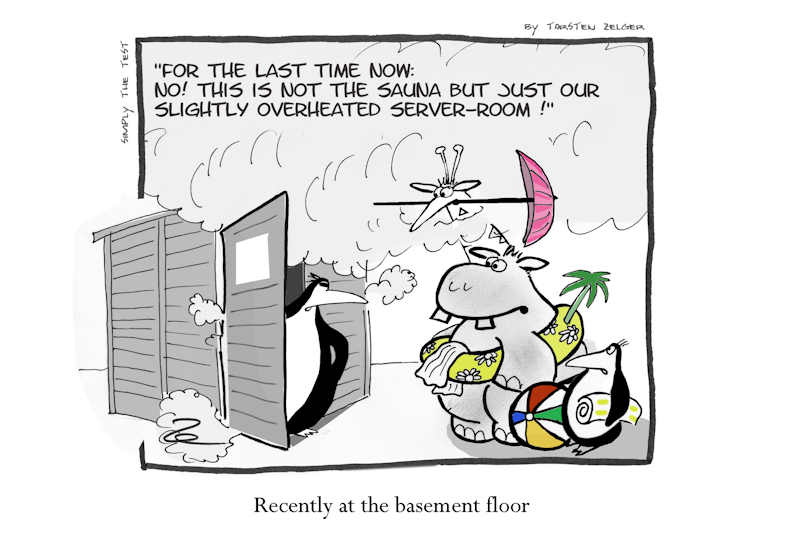 BY TORSTEN ZELGER
SIMPLY THE TEST
"FOR THE LAST TIME NOW:
NO! THIS IS NOT THE SAUNA BUT JUST OUR
SLIGHTLY OVERHEATED SERVER-ROOM !"
Recently at the basement floor